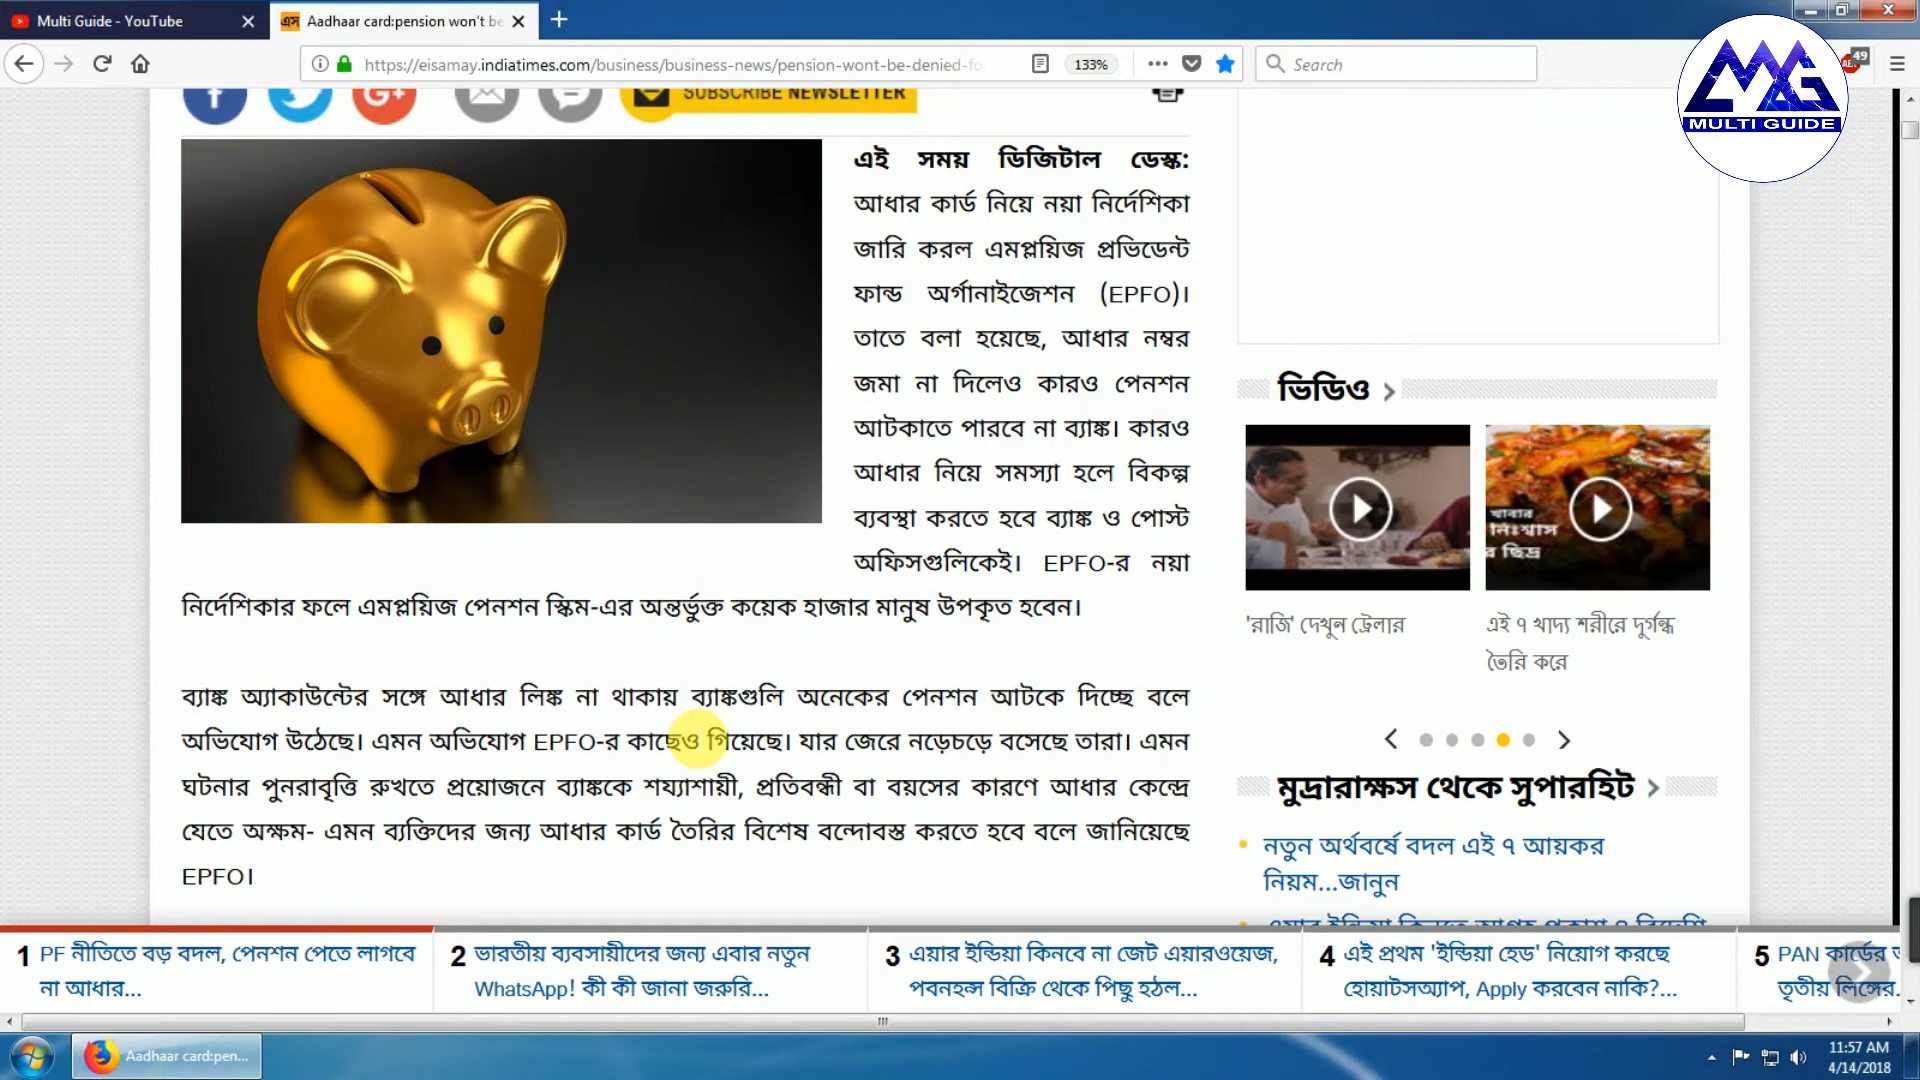 Multi Guide - YouTube
এস Aadhaar card:pension won't be
https://eisamay.indiatimes.com/business/business-news/pension-wont-be-denied-fo
133%
Search
49
MG
MULTI GUIDE
SUBSCRIBE NEWSLETTER
এই সময় ডিজিটাল ডেস্ক:
আধার কার্ড নিয়ে নয়া নির্দেশিকা
জারি করল এমপ্লয়িজ প্রভিডেন্ট
ফান্ড অর্গানাইজেশন (EPFO)।
তাতে বলা হয়েছে, আধার নম্বর
জমা না দিলেও কারও পেনশন
আটকাতে পারবে না ব্যাঙ্ক। কারও
আধার নিয়ে সমস্যা হলে বিকল্প
ব্যবস্থা করতে হবে ব্যাঙ্ক ও পোস্ট
অফিসগুলিকেই। EPFO-র নয়া
নির্দেশিকার ফলে এমপ্লয়িজ পেনশন স্কিম-এর অন্তর্ভুক্ত কয়েক হাজার মানুষ উপকৃত হবেন।
ব্যাঙ্ক অ্যাকাউন্টের সঙ্গে আধার লিঙ্ক না থাকায় ব্যাঙ্কগুলি অনেকের পেনশন আটকে দিচ্ছে বলে
অভিযোগ উঠেছে। এমন অভিযোগ EPFO-র কাছেও গিয়েছে। যার জেরে নড়েচড়ে বসেছে তারা। এমন
ঘটনার পুনরাবৃত্তি রুখতে প্রয়োজনে ব্যাঙ্ককে শয্যাশায়ী, প্রতিবন্ধী বা বয়সের কারণে আধার কেন্দ্রে
যেতে অক্ষম- এমন ব্যক্তিদের জন্য আধার কার্ড তৈরির বিশেষ বন্দোবস্ত করতে হবে বলে জানিয়েছে
EPFO।
ভিডিও
খাবার
নিঃশ্বাস
র ছিদ্র
'রাজি' দেখুন ট্রেলার
এই ৭ খাদ্য শরীরে দুর্গন্ধ
তৈরি করে
মুদ্রারাক্ষস থেকে সুপারহিট
নতুন অর্থবর্ষে বদল এই ৭ আয়কর
নিয়ম...জানুন
1 PF নীতিতে বড় বদল, পেনশন পেতে লাগবে
না আধার...
2 ভারতীয় ব্যবসায়ীদের জন্য এবার নতুন
WhatsApp! কী কী জানা জরুরি...
3 এয়ার ইন্ডিয়া কিনবে না জেট এয়ারওয়েজ,
পবনহন্স বিক্রি থেকে পিছু হঠল...
4 এই প্রথম 'ইন্ডিয়া হেড' নিয়োগ করছে
হোয়াটসঅ্যাপ, Apply করবেন নাকি?...
5 PAN কার্ডের
তৃতীয় লিঙ্গের.
Aadhaar card:pen...
11:57 AM
4/14/2018